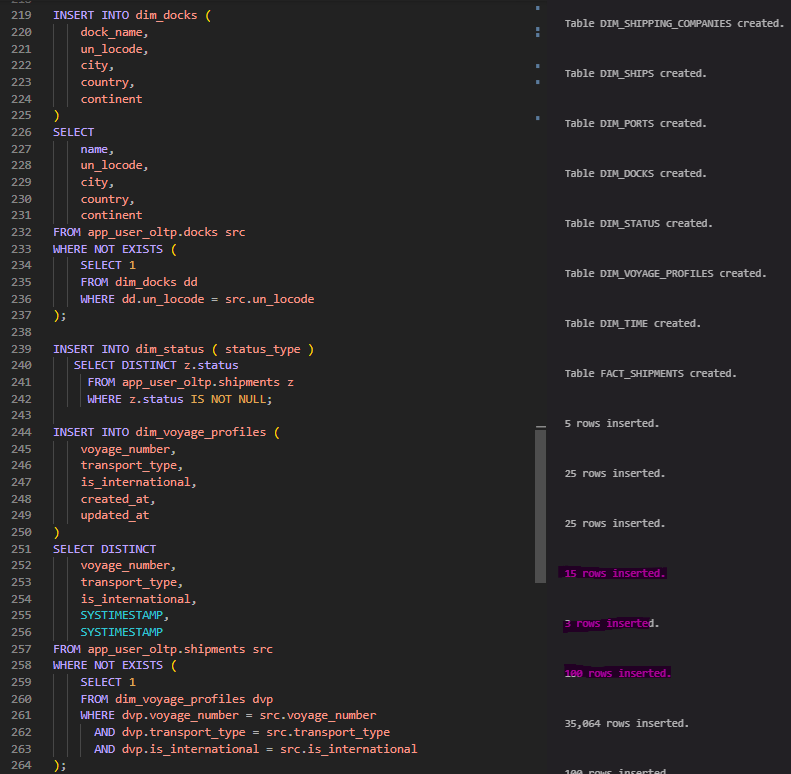 219 INSERT INTO dim_docks (
220 dock_name,
221 un_locode,
222 city,
223 country,
224 continent
225 )
226 SELECT
227 name,
228 un_locode,
229 city,
230 country,
231 continent
232 FROM app_user_oltp.docks src
233 WHERE NOT EXISTS (
234 SELECT 1
235 FROM dim_docks dd
236 WHERE dd.un_locode = src.un_locode
237 );
238
239 INSERT INTO dim_status ( status_type )
240 SELECT DISTINCT z.status
241 FROM app_user_oltp.shipments z
242 WHERE z.status IS NOT NULL;
243
244 INSERT INTO dim_voyage_profiles (
245 voyage_number,
246 transport_type,
247 is_international,
248 created_at,
249 updated_at
250 )
251 SELECT DISTINCT
252 voyage_number,
253 transport_type,
254 is_international,
255 SYSTIMESTAMP,
256 SYSTIMESTAMP
257 FROM app_user_oltp.shipments src
258 WHERE NOT EXISTS (
259 SELECT 1
260 FROM dim_voyage_profiles dvp
261 WHERE dvp.voyage_number = src.voyage_number
262 AND dvp.transport_type = src.transport_type
263 AND dvp.is_international = src.is_international
264 );
Table DIM_SHIPPING_COMPANIES created.
Table DIM_SHIPS created.
Table DIM_PORTS created.
Table DIM_DOCKS created.
Table DIM_STATUS created.
Table DIM_VOYAGE_PROFILES created.
Table DIM_TIME created.
Table FACT_SHIPMENTS created.
5 rows inserted.
25 rows inserted.
25 rows inserted.
15 rows inserted.
3 rows inserted.
100 rows inserted.
35,064 rows inserted.
100 rows inserted.